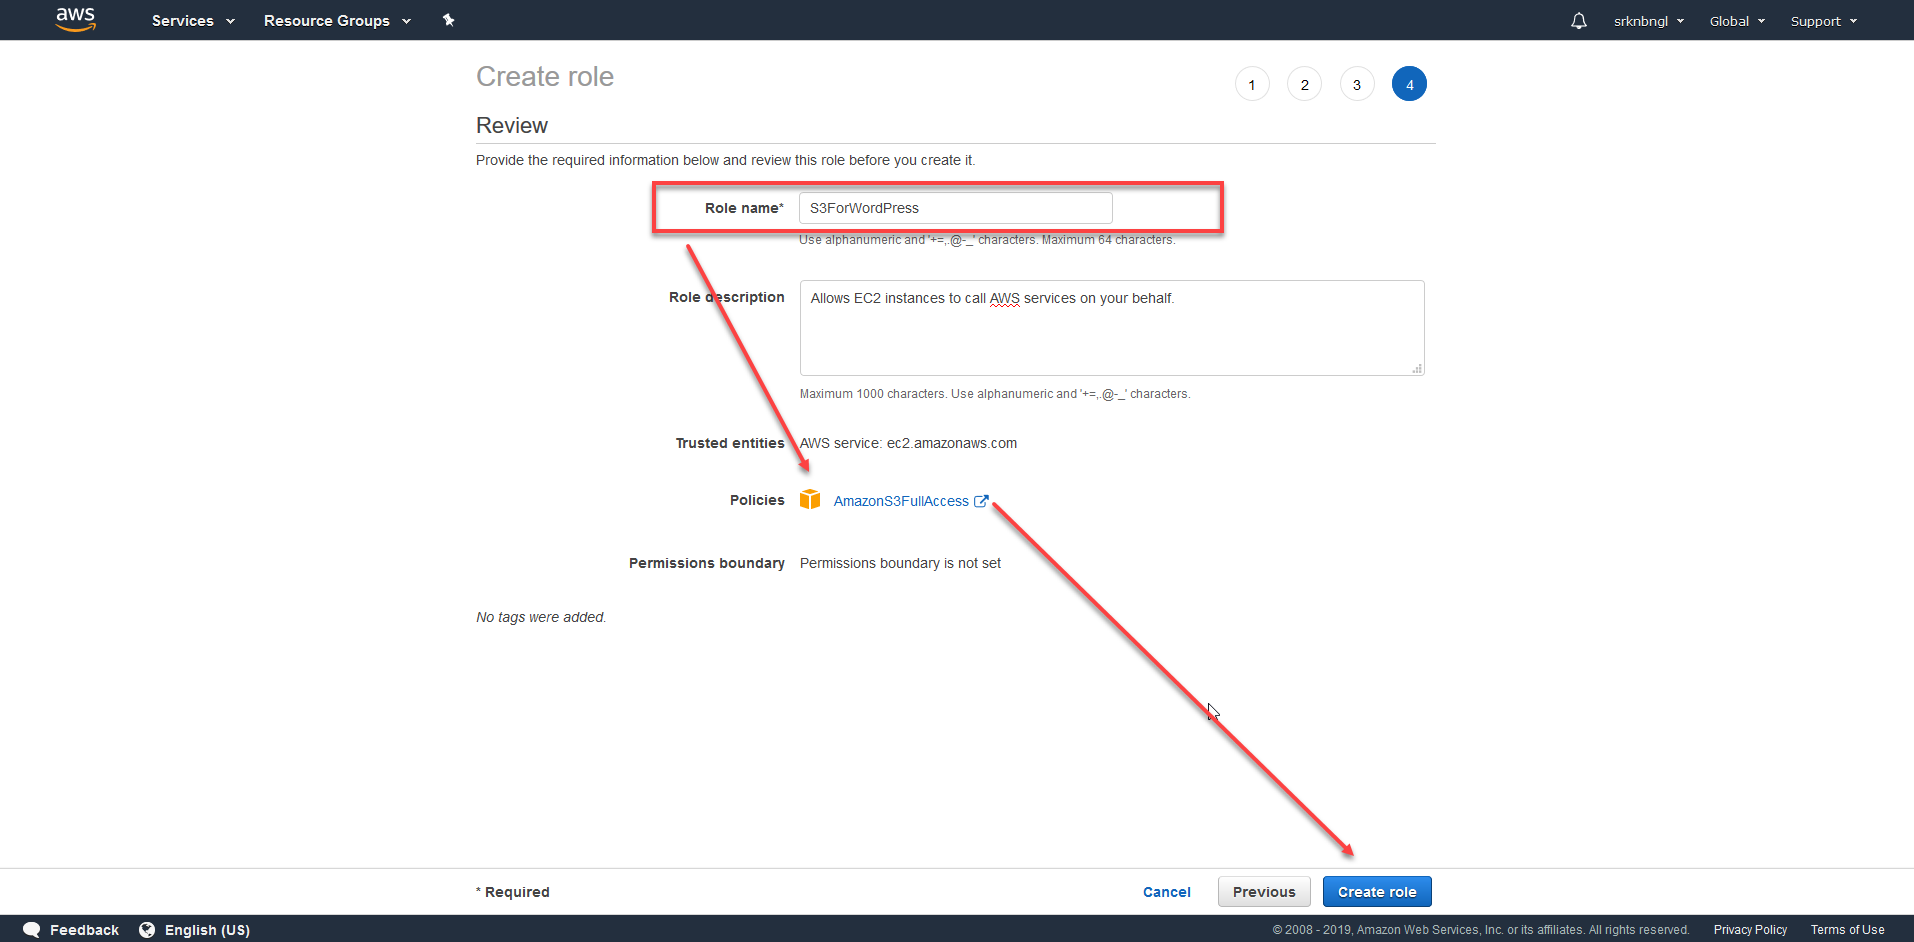 aws Services Resource Groups srknbngl Global Support
Create role
1 2 3 4
Review
Provide the required information below and review this role before you create it.
Role name* S3ForWordPress
Use alphanumeric and '+=,.@-_' characters. Maximum 64 characters.
Role description Allows EC2 instances to call AWS services on your behalf.
Maximum 1000 characters. Use alphanumeric and '+=,.@-_' characters.
Trusted entities AWS service: ec2.amazonaws.com
Policies AmazonS3FullAccess
Permissions boundary Permissions boundary is not set
No tags were added.
* Required Cancel Previous Create role
Feedback English (US) © 2008 - 2019, Amazon Web Services, Inc. or its affiliates. All rights reserved. Privacy Policy Terms of Use